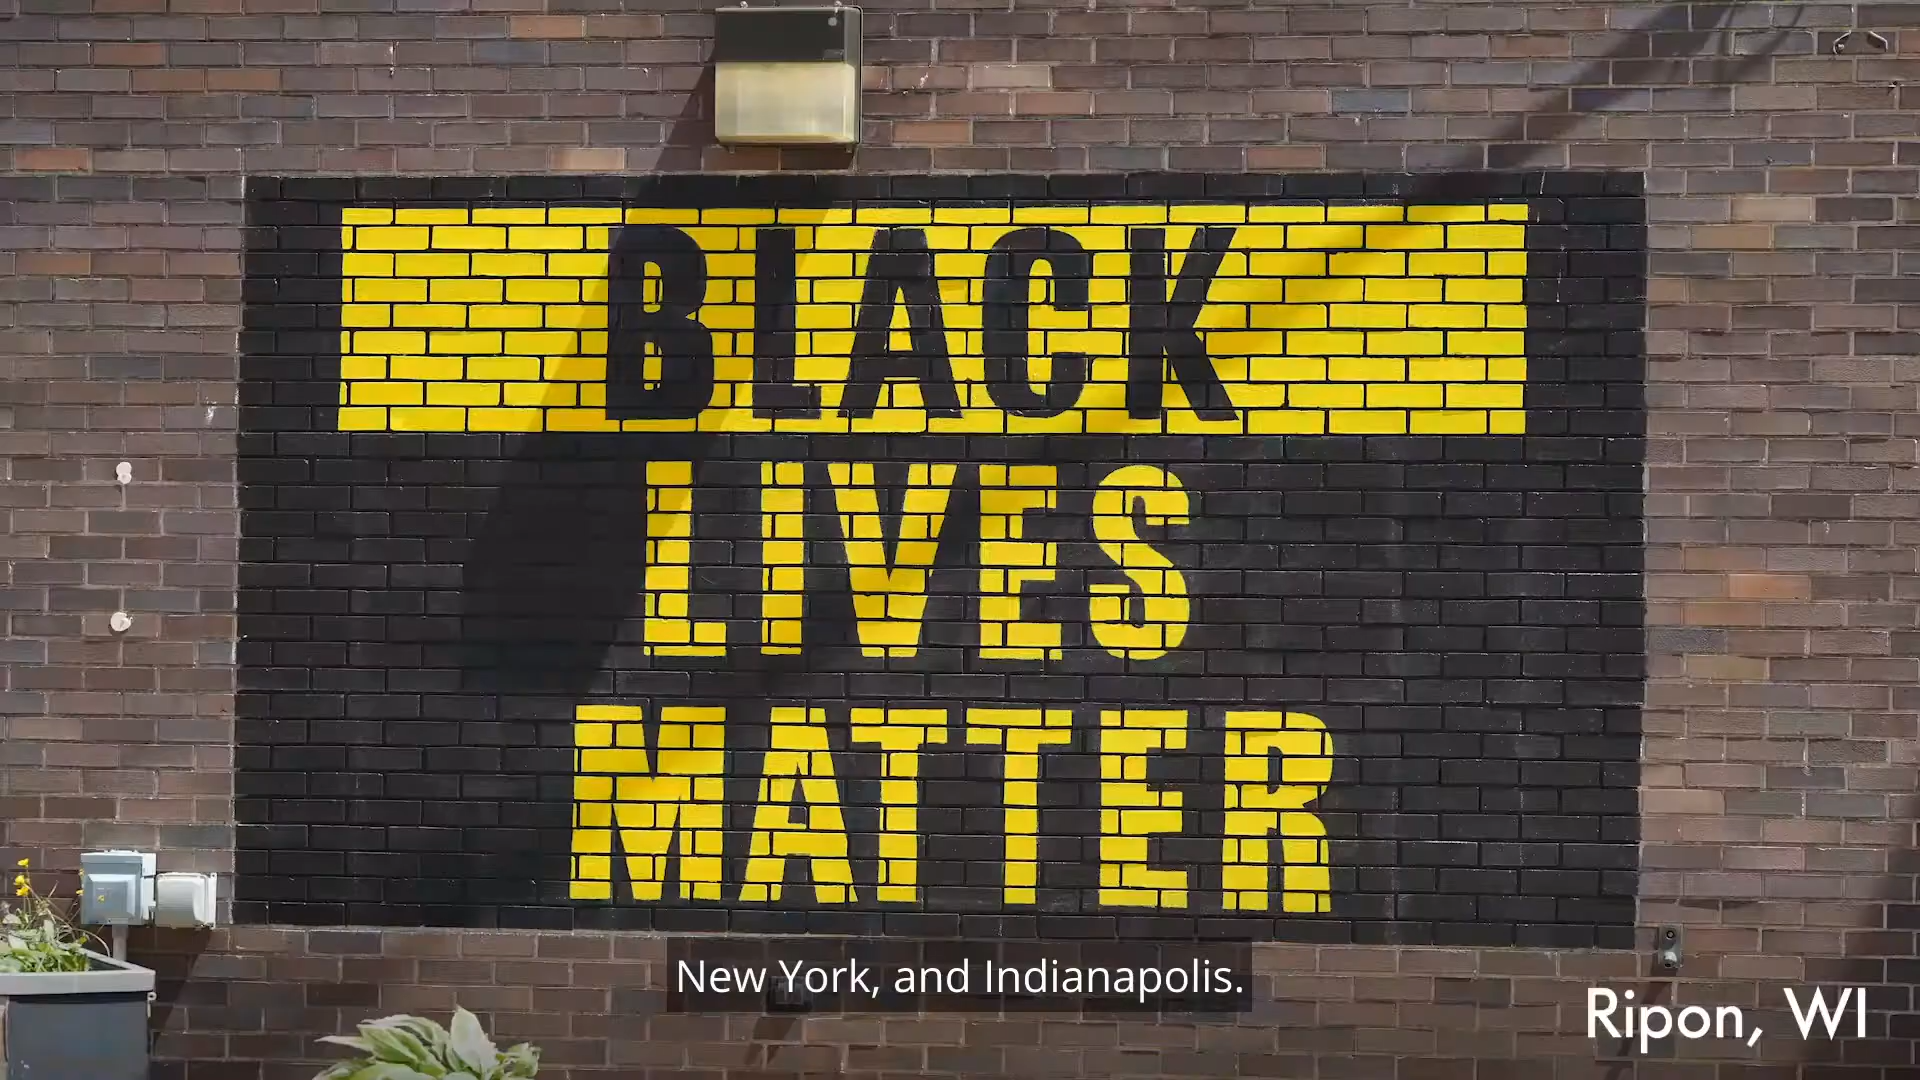 BLACK
LIVES
MATTER
New York, and Indianapolis.
Ripon, WI